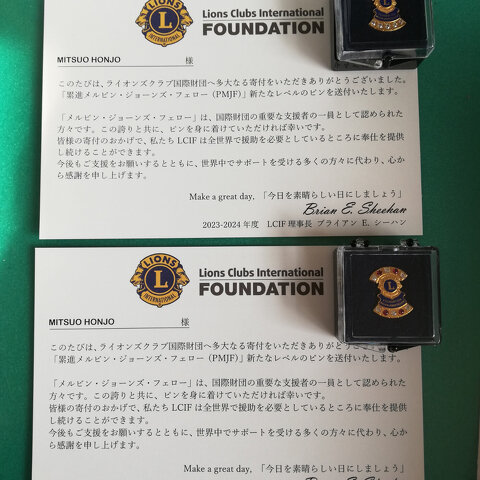 LIONS
L
INTERNATIONAL
Lions Clubs International
FOUNDATION
MITSUO HONJO 様
このたびは、ライオンズクラブ国際財団へ多大なる寄付をいただきありがとうございました。
「累進メルビン・ジョーンズ・フェロー（PMJF）」新たなレベルのピンを送付いたします。
「メルビン・ジョーンズ・フェロー」は、国際財団の重要な支援者の一員として認められた
方々です。この誇りと共に、ピンを身に着けていただければ幸いです。
皆様の寄付のおかげで、私たち LCIF は全世界で援助を必要としているところに奉仕を提供
し続けることができます。
今後もご支援をお願いするとともに、世界中でサポートを受ける多くの方々に代わり、心か
ら感謝を申し上げます。
Make a great day, 「今日を素晴らしい日にしましょう」
Brian E. Sheehan
2023-2024 年度 LCIF 理事長 ブライアン E. シーハン
LIONS
L
INTERNATIONAL
Lions Clubs International
FOUNDATION
MITSUO HONJO 様
このたびは、ライオンズクラブ国際財団へ多大なる寄付をいただきありがとうござい
「累進メルビン・ジョーンズ・フェロー（PMJF）」新たなレベルのピンを送付いたします。
「メルビン・ジョーンズ・フェロー」は、国際財団の重要な支援者の一員として認められた
方々です。この誇りと共に、ピンを身に着けていただければ幸いです。
皆様の寄付のおかげで、私たち LCIF は全世界で援助を必要としているところに奉仕を提供
し続けることができます。
今後もご支援をお願いするとともに、世界中でサポートを受ける多くの方々に代わり、心か
ら感謝を申し上げます。
Make a great day, 「今日を素晴らしい日にしましょう」